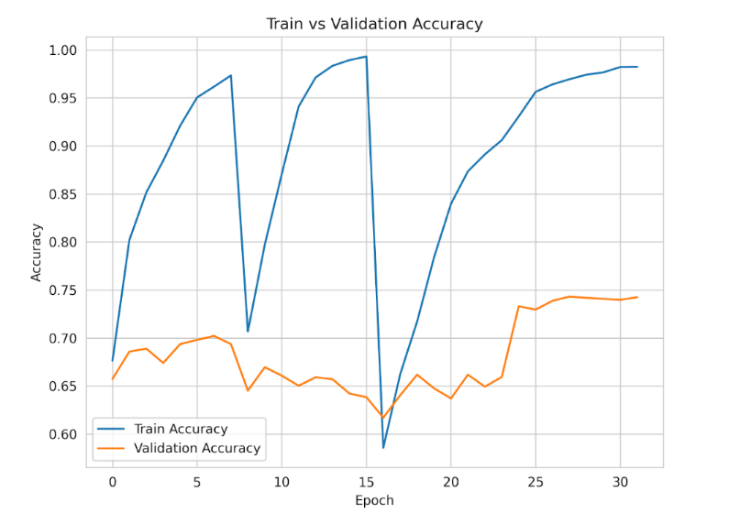 Train vs Validation Accuracy
1.00
0.95
0.90
0.85
0.80
0.75
0.70
0.65
0.60
Accuracy
Train Accuracy
Validation Accuracy
0 5 10 15 20 25 30
Epoch